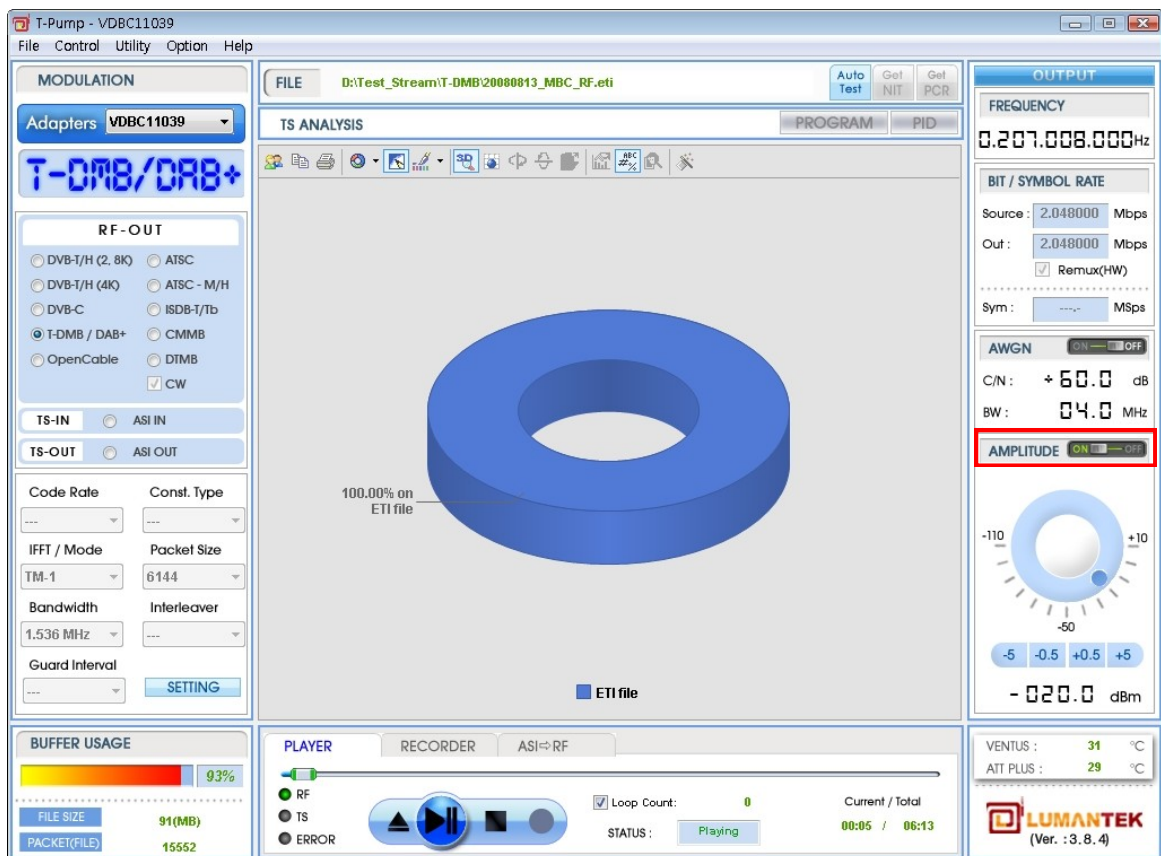 T-Pump - VDBC11039
File Control Utility Option Help
MODULATION
Adapters VDBC11039
T-DMB/DAB+
RF-OUT
DVB-T/H (2, 8K) ATSC
DVB-T/H (4K) ATSC - M/H
DVB-C ISDB-T/Tb
T-DMB / DAB+ CMMB
OpenCable DTMB
CW
TS-IN ASI IN
TS-OUT ASI OUT
Code Rate Const. Type
--- ---
IFFT / Mode Packet Size
TM-1 6144
Bandwidth Interleaver
1.536 MHz ---
Guard Interval
--- SETTING
BUFFER USAGE
93%
FILE SIZE 91(MB)
PACKET(FILE) 15552
FILE D:\Test_Stream\T-DMB\20080813_MBC_RF.eti
Auto Test Get NIT Get PCR
TS ANALYSIS PROGRAM PID
3D ABC #%
100.00% on
ETI file
ETI file
PLAYER RECORDER ASI⇨RF
RF
TS
ERROR
Loop Count: 0
STATUS : Playing
Current / Total
00:05 / 06:13
OUTPUT
FREQUENCY
0.207.008.000Hz
BIT / SYMBOL RATE
Source : 2.048000 Mbps
Out : 2.048000 Mbps
Remux(HW)
Sym : ---.- MSps
AWGN ON OFF
C/N : +60.0 dB
BW : 04.0 MHz
AMPLITUDE ON OFF
-110 +10
-50
-5 -0.5 +0.5 +5
-020.0 dBm
VENTUS : 31 °C
ATT PLUS : 29 °C
LUMANTEK
(Ver. :3.8.4)